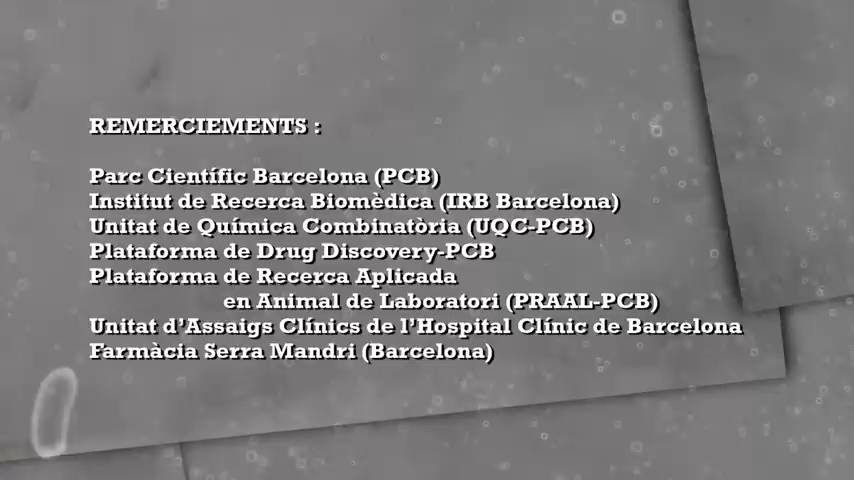 REMERCIEMENTS :
Parc Científic Barcelona (PCB)
Institut de Recerca Biomèdica (IRB Barcelona)
Unitat de Química Combinatòria (UQC-PCB)
Plataforma de Drug Discovery-PCB
Plataforma de Recerca Aplicada
en Animal de Laboratori (PRAAL-PCB)
Unitat d'Assaigs Clínics de l'Hospital Clínic de Barcelona
Farmàcia Serra Mandri (Barcelona)